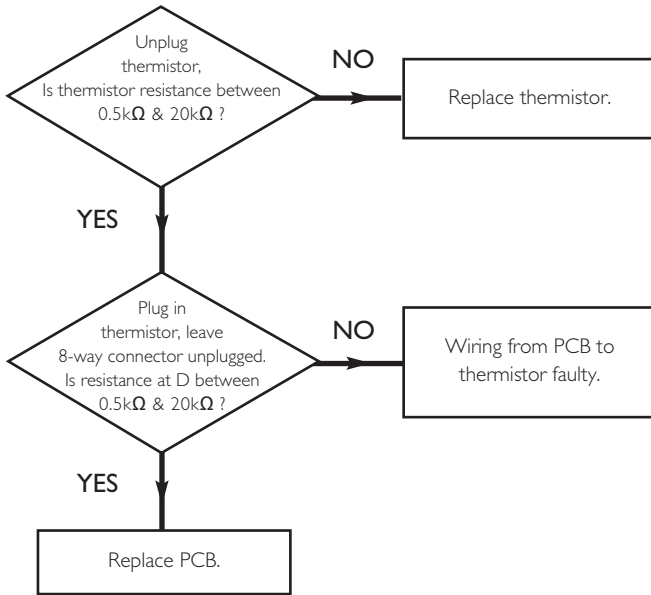 Unplug
thermistor,
Is thermistor resistance between
0.5kΩ & 20kΩ ?
NO
Replace thermistor.
YES
Plug in
thermistor, leave
8-way connector unplugged.
Is resistance at D between
0.5kΩ & 20kΩ ?
NO
Wiring from PCB to
thermistor faulty.
YES
Replace PCB.